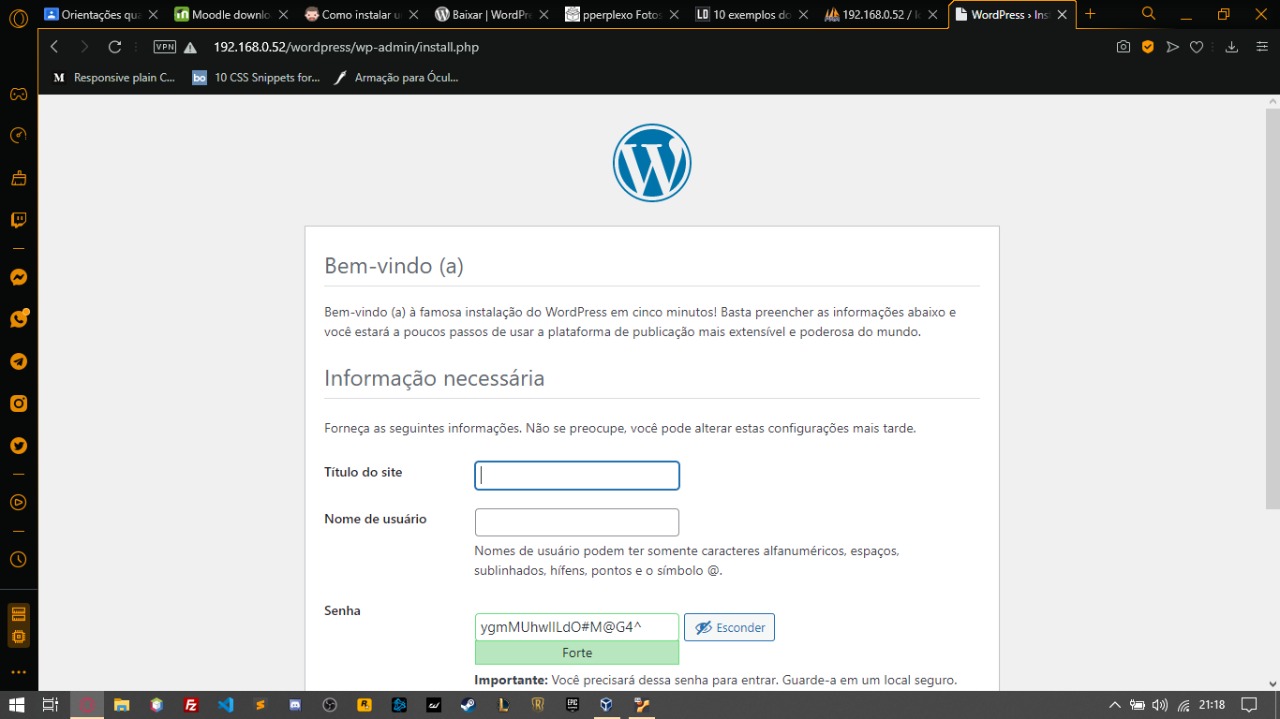 Orientações qua
Moodle downlo
Como instalar u
Baixar | WordPre
pperplexo Fotos
LD 10 exemplos do
192.168.0.52 / lo
WordPress › Ins
VPN
192.168.0.52/wordpress/wp-admin/install.php
M Responsive plain C...
bo 10 CSS Snippets for...
Armação para Ócul...
Bem-vindo (a)
Bem-vindo (a) à famosa instalação do WordPress em cinco minutos! Basta preencher as informações abaixo e
você estará a poucos passos de usar a plataforma de publicação mais extensível e poderosa do mundo.
Informação necessária
Forneça as seguintes informações. Não se preocupe, você pode alterar estas configurações mais tarde.
Título do site
Nome de usuário
Nomes de usuário podem ter somente caracteres alfanuméricos, espaços,
sublinhados, hífens, pontos e o símbolo @.
Senha
Esconder
Forte
Importante: Você precisará dessa senha para entrar. Guarde-a em um local seguro.
21:18